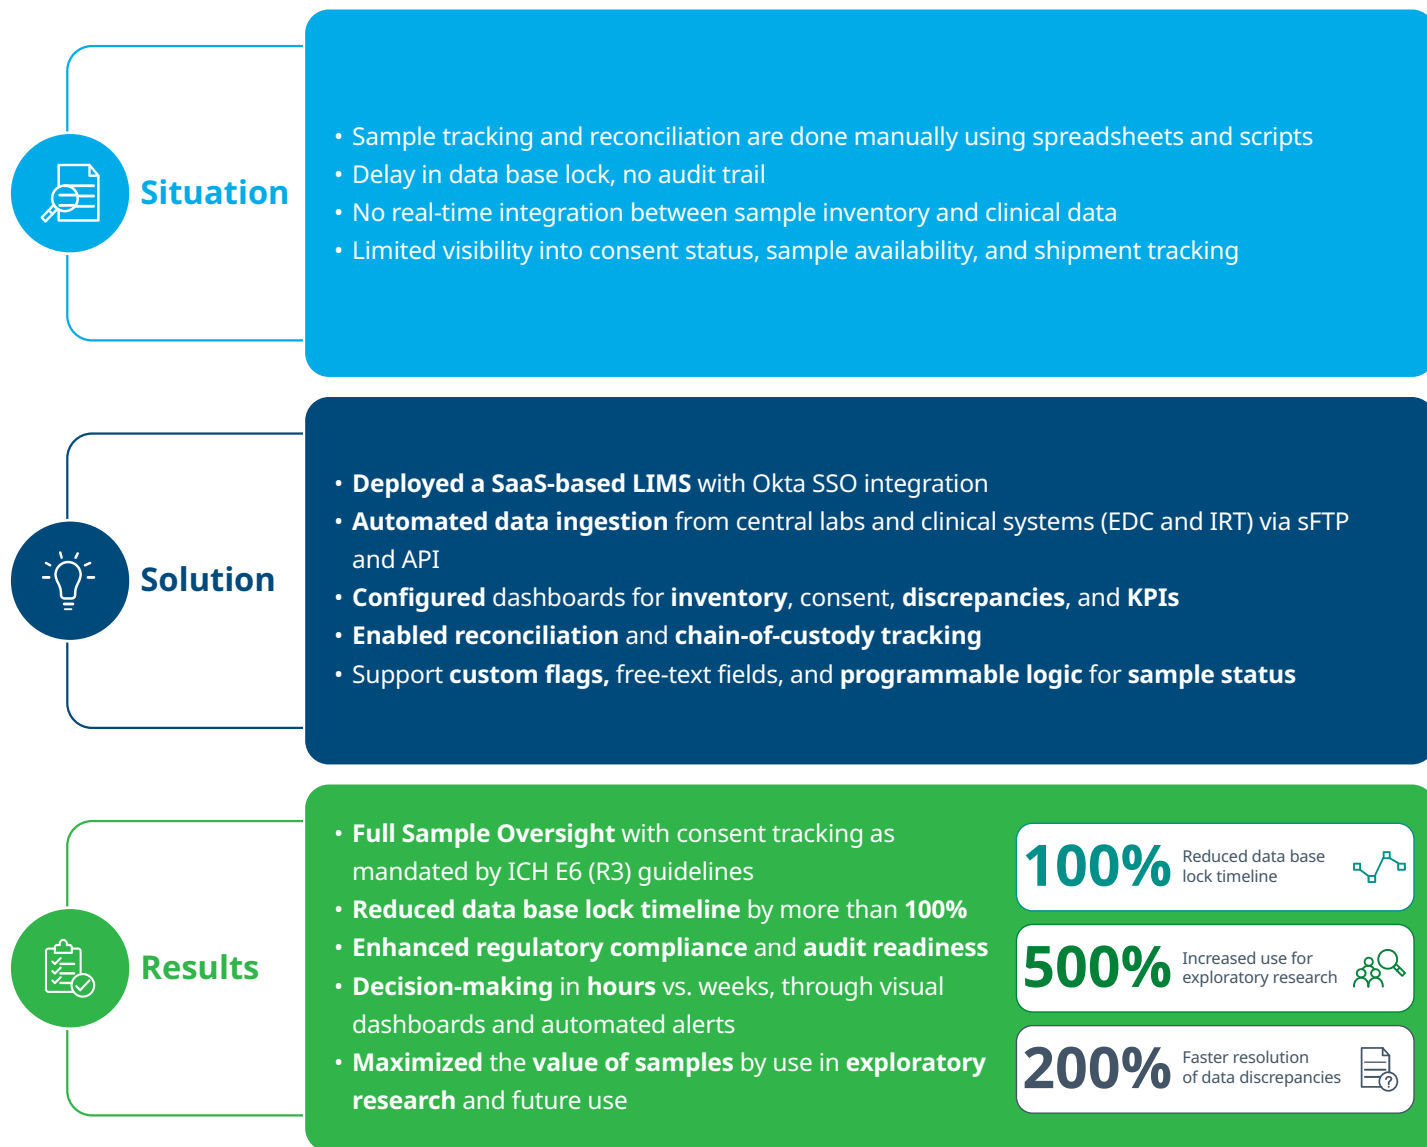 Situation
• Sample tracking and reconciliation are done manually using spreadsheets and scripts
• Delay in data base lock, no audit trail
• No real-time integration between sample inventory and clinical data
• Limited visibility into consent status, sample availability, and shipment tracking
Solution
• Deployed a SaaS-based LIMS with Okta SSO integration
• Automated data ingestion from central labs and clinical systems (EDC and IRT) via sFTP
and API
• Configured dashboards for inventory, consent, discrepancies, and KPIs
• Enabled reconciliation and chain-of-custody tracking
• Support custom flags, free-text fields, and programmable logic for sample status
Results
• Full Sample Oversight with consent tracking as
mandated by ICH E6 (R3) guidelines
• Reduced data base lock timeline by more than 100%
• Enhanced regulatory compliance and audit readiness
• Decision-making in hours vs. weeks, through visual
dashboards and automated alerts
• Maximized the value of samples by use in exploratory
research and future use
100%
Reduced data base
lock timeline
500%
Increased use for
exploratory research
200%
Faster resolution
of data discrepancies
?